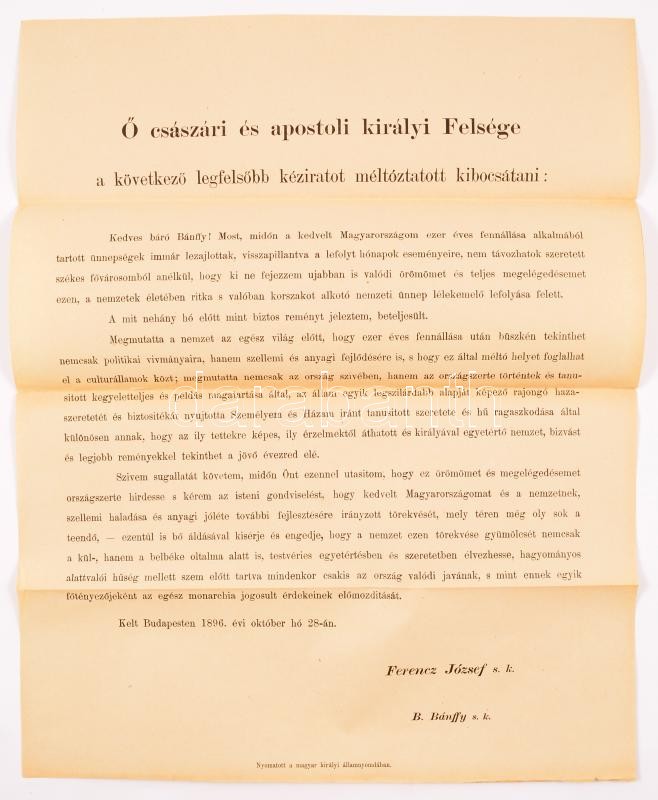 Ő császári és apostoli királyi Felsége
a következő legfelsőbb kéziratot méltóztatott kibocsátani:
Kedves báró Bánffy! Most, midőn a kedvelt Magyarországom ezer éves fennállása alkalmából
tartott ünnepségek immár lezajlottak, visszapillantva a lefolyt hónapok eseményeire, nem távozhatok szeretett
székes fővárosomból anélkül, hogy ki ne fejezzem ujabban is valódi örömömet és teljes megelégedésemet
ezen, a nemzetek életében ritka s valóban korszakot alkotó nemzeti ünnep lélekemelő lefolyása felett.
A mit nehány hó előtt mint biztos reményt jeleztem, beteljesült.
Megmutatta a nemzet az egész világ előtt, hogy ezer éves fennállása után büszkén tekinthet
nemcsak politikai vivmányaira, hanem szellemi és anyagi fejlődésére is, s hogy ez által méltó helyet foglalhat
el a culturállamok közt; megmutatta nemcsak az ország szivében, hanem az országszerte történtek és tanu-
sitott kegyeletteljes és példás magatartása által, az állam egyik legszilárdabb alapját képező rajongó haza-
szeretetét és biztositékát nyujtotta Személyem és Házam iránt tanusitott szeretete és hű ragaszkodása által
különösen annak, hogy az ily tettekre képes, ily érzelmektől áthatott és királyával egyetértő nemzet, bizvást
és legjobb reményekkel tekinthet a jövő évezred elé.
Szivem sugallatát követem, midőn Önt ezennel utasitom, hogy ez örömömet és megelégedésemet
országszerte hirdesse s kérem az isteni gondviselést, hogy kedvelt Magyarországomat és a nemzetnek,
szellemi haladása és anyagi jóléte további fejlesztésére irányzott törekvését, mely téren még oly sok a
teendő, — ezentúl is bő áldásával kisérje és engedje, hogy a nemzet ezen törekvése gyümölcsét nemcsak
a kül-, hanem a belbéke oltalma alatt is, testvéries egyetértésben és szeretetben élvezhesse, hagyományos
alattvalói hűség mellett szem előtt tartva mindenkor csakis az ország valódi javának, s mint ennek egyik
főtényezőjeként az egész monarchia jogosult érdekeinek előmozditását.
Kelt Budapesten 1896. évi október hó 28-án.
Ferencz József s. k.
B. Bánffy s. k.
Nyomatott a magyar királyi államnyomdában.
darabanth